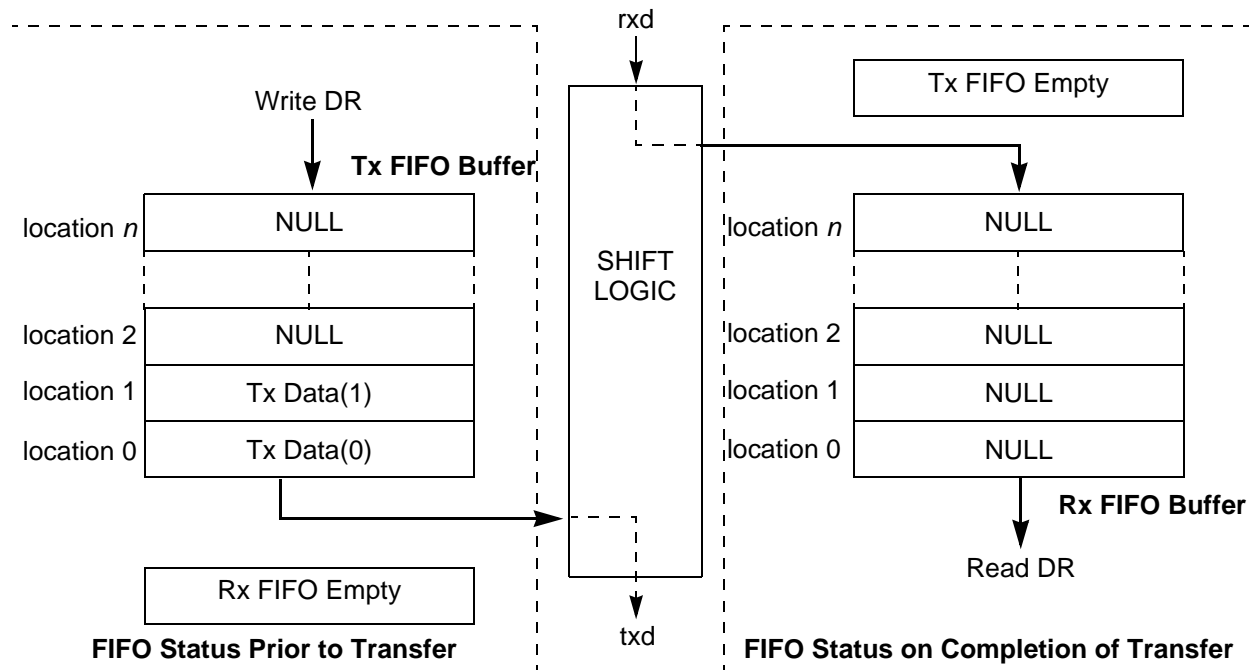 rxd
Write DR
Tx FIFO Buffer
location n
NULL
location 2
NULL
location 1
Tx Data(1)
location 0
Tx Data(0)
Rx FIFO Empty
FIFO Status Prior to Transfer
SHIFT
LOGIC
txd
Tx FIFO Empty
location n
NULL
location 2
NULL
location 1
NULL
location 0
NULL
Rx FIFO Buffer
Read DR
FIFO Status on Completion of Transfer